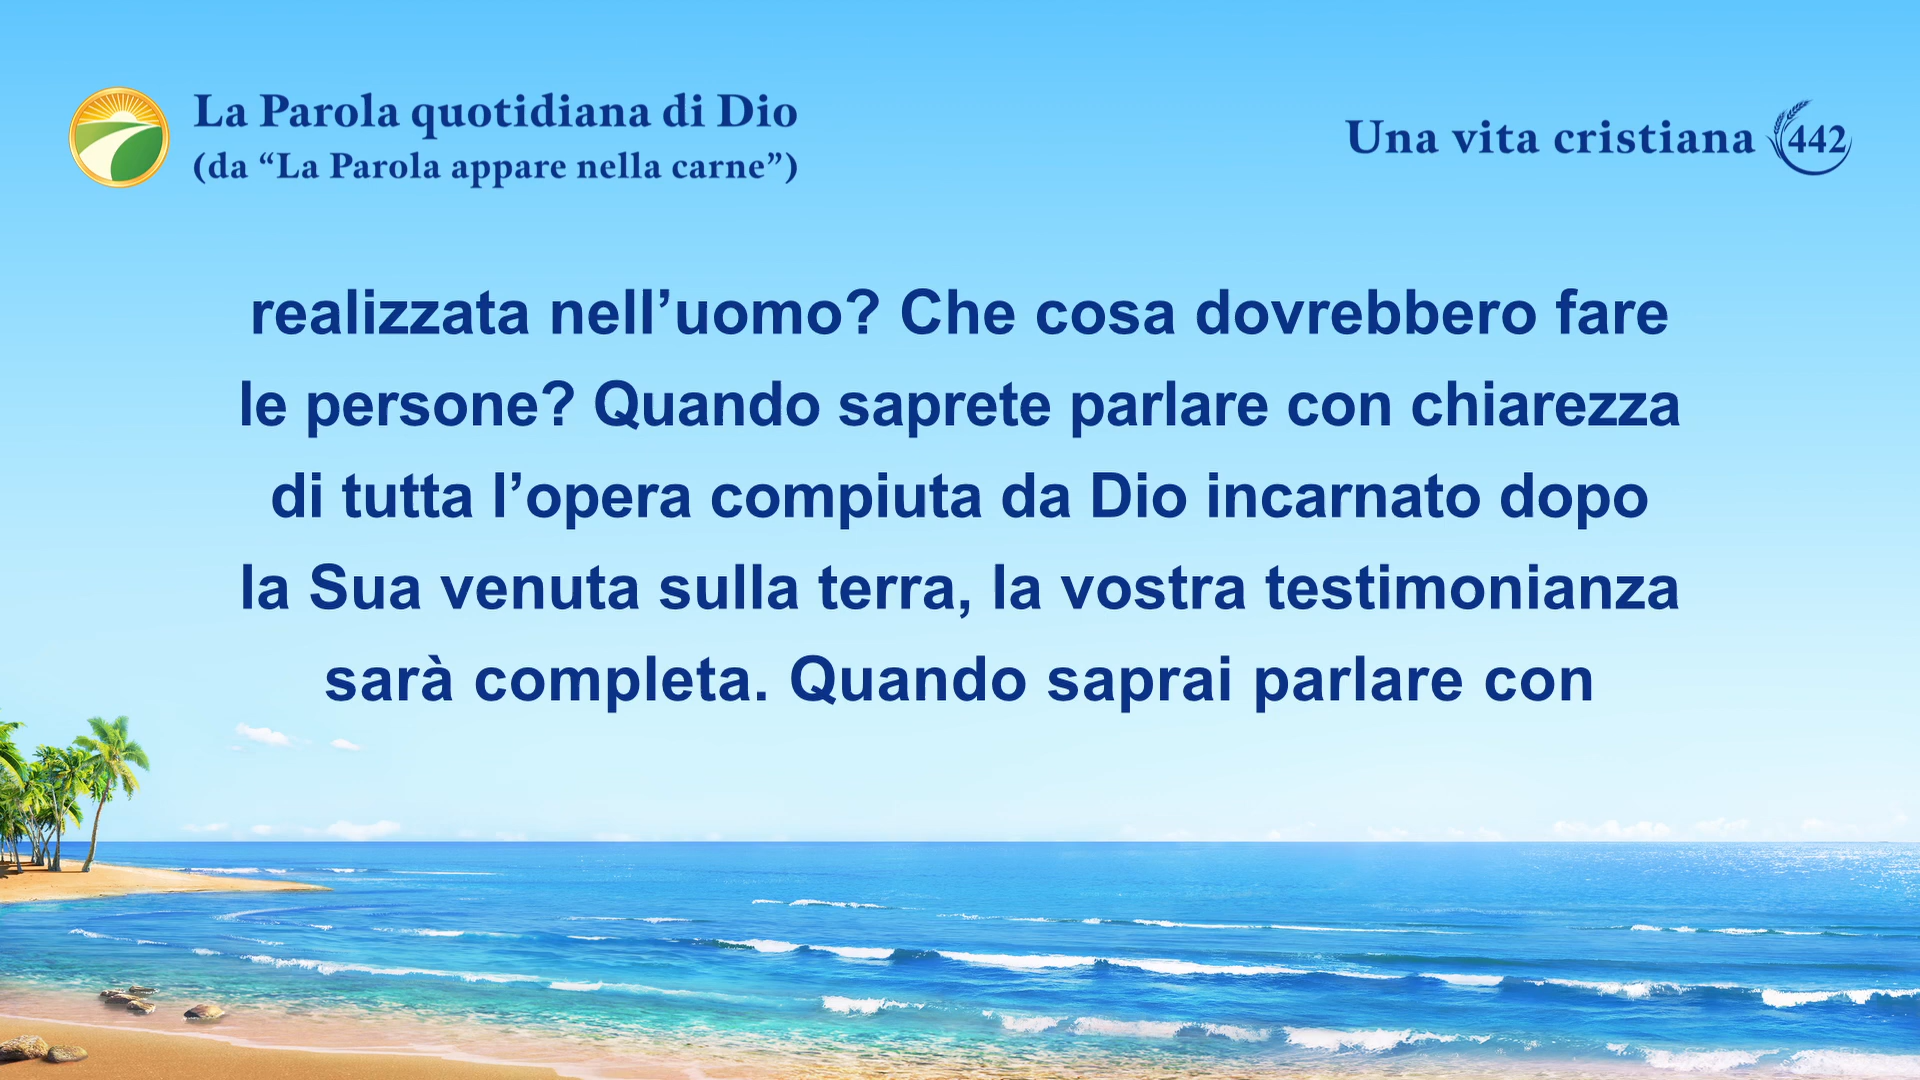 La Parola quotidiana di Dio
(da “La Parola appare nella carne”)
Una vita cristiana 442
realizzata nell’uomo? Che cosa dovrebbero fare
le persone? Quando saprete parlare con chiarezza
di tutta l’opera compiuta da Dio incarnato dopo
la Sua venuta sulla terra, la vostra testimonianza
sarà completa. Quando saprai parlare con